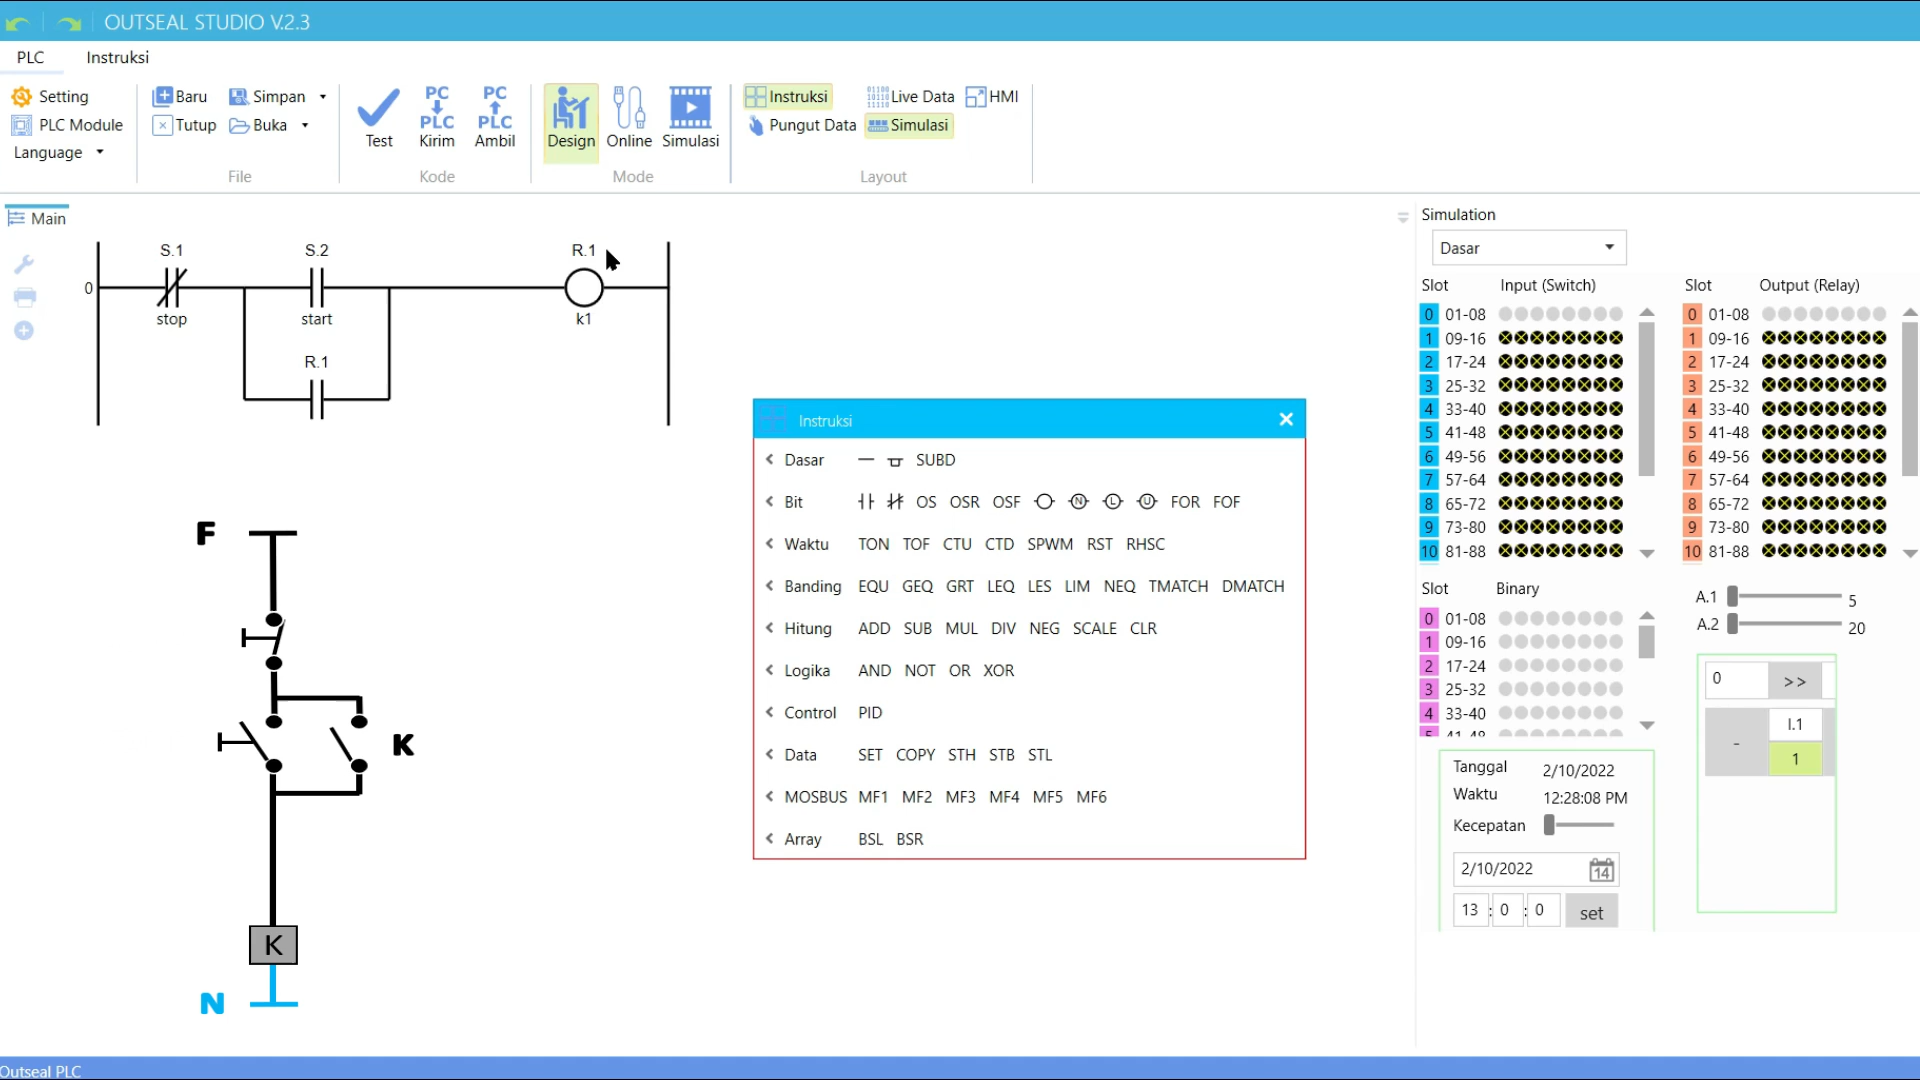 OUTSEAL STUDIO V.2.3
PLC Instruksi
Setting
PLC Module
Language
Baru Simpan
Tutup Buka
File
Test
PC PLC Kirim
PC PLC Ambil
Kode
Design Online Simulasi
Mode
Instruksi Live Data HMI
Pungut Data Simulasi
Layout
Main
S.1 S.2 R.1
0
stop start k1
R.1
F
K
K
N
Instruksi
Dasar SUBD
Bit OS OSR OSF N L U FOR FOF
Waktu TON TOF CTU CTD SPWM RST RHSC
Banding EQU GEQ GRT LEQ LES LIM NEQ TMATCH DMATCH
Hitung ADD SUB MUL DIV NEG SCALE CLR
Logika AND NOT OR XOR
Control PID
Data SET COPY STH STB STL
MOSBUS MF1 MF2 MF3 MF4 MF5 MF6
Array BSL BSR
Simulation
Dasar
Slot Input (Switch)
0 01-08
1 09-16
2 17-24
3 25-32
4 33-40
5 41-48
6 49-56
7 57-64
8 65-72
9 73-80
10 81-88
Slot Output (Relay)
0 01-08
1 09-16
2 17-24
3 25-32
4 33-40
5 41-48
6 49-56
7 57-64
8 65-72
9 73-80
10 81-88
Slot Binary
0 01-08
1 09-16
2 17-24
3 25-32
4 33-40
5 41-48
A.1 5
A.2 20
0 >>
I.1
- 1
Tanggal 2/10/2022
Waktu 12:28:08 PM
Kecepatan
2/10/2022 14
13 : 0 : 0 set
Outseal PLC